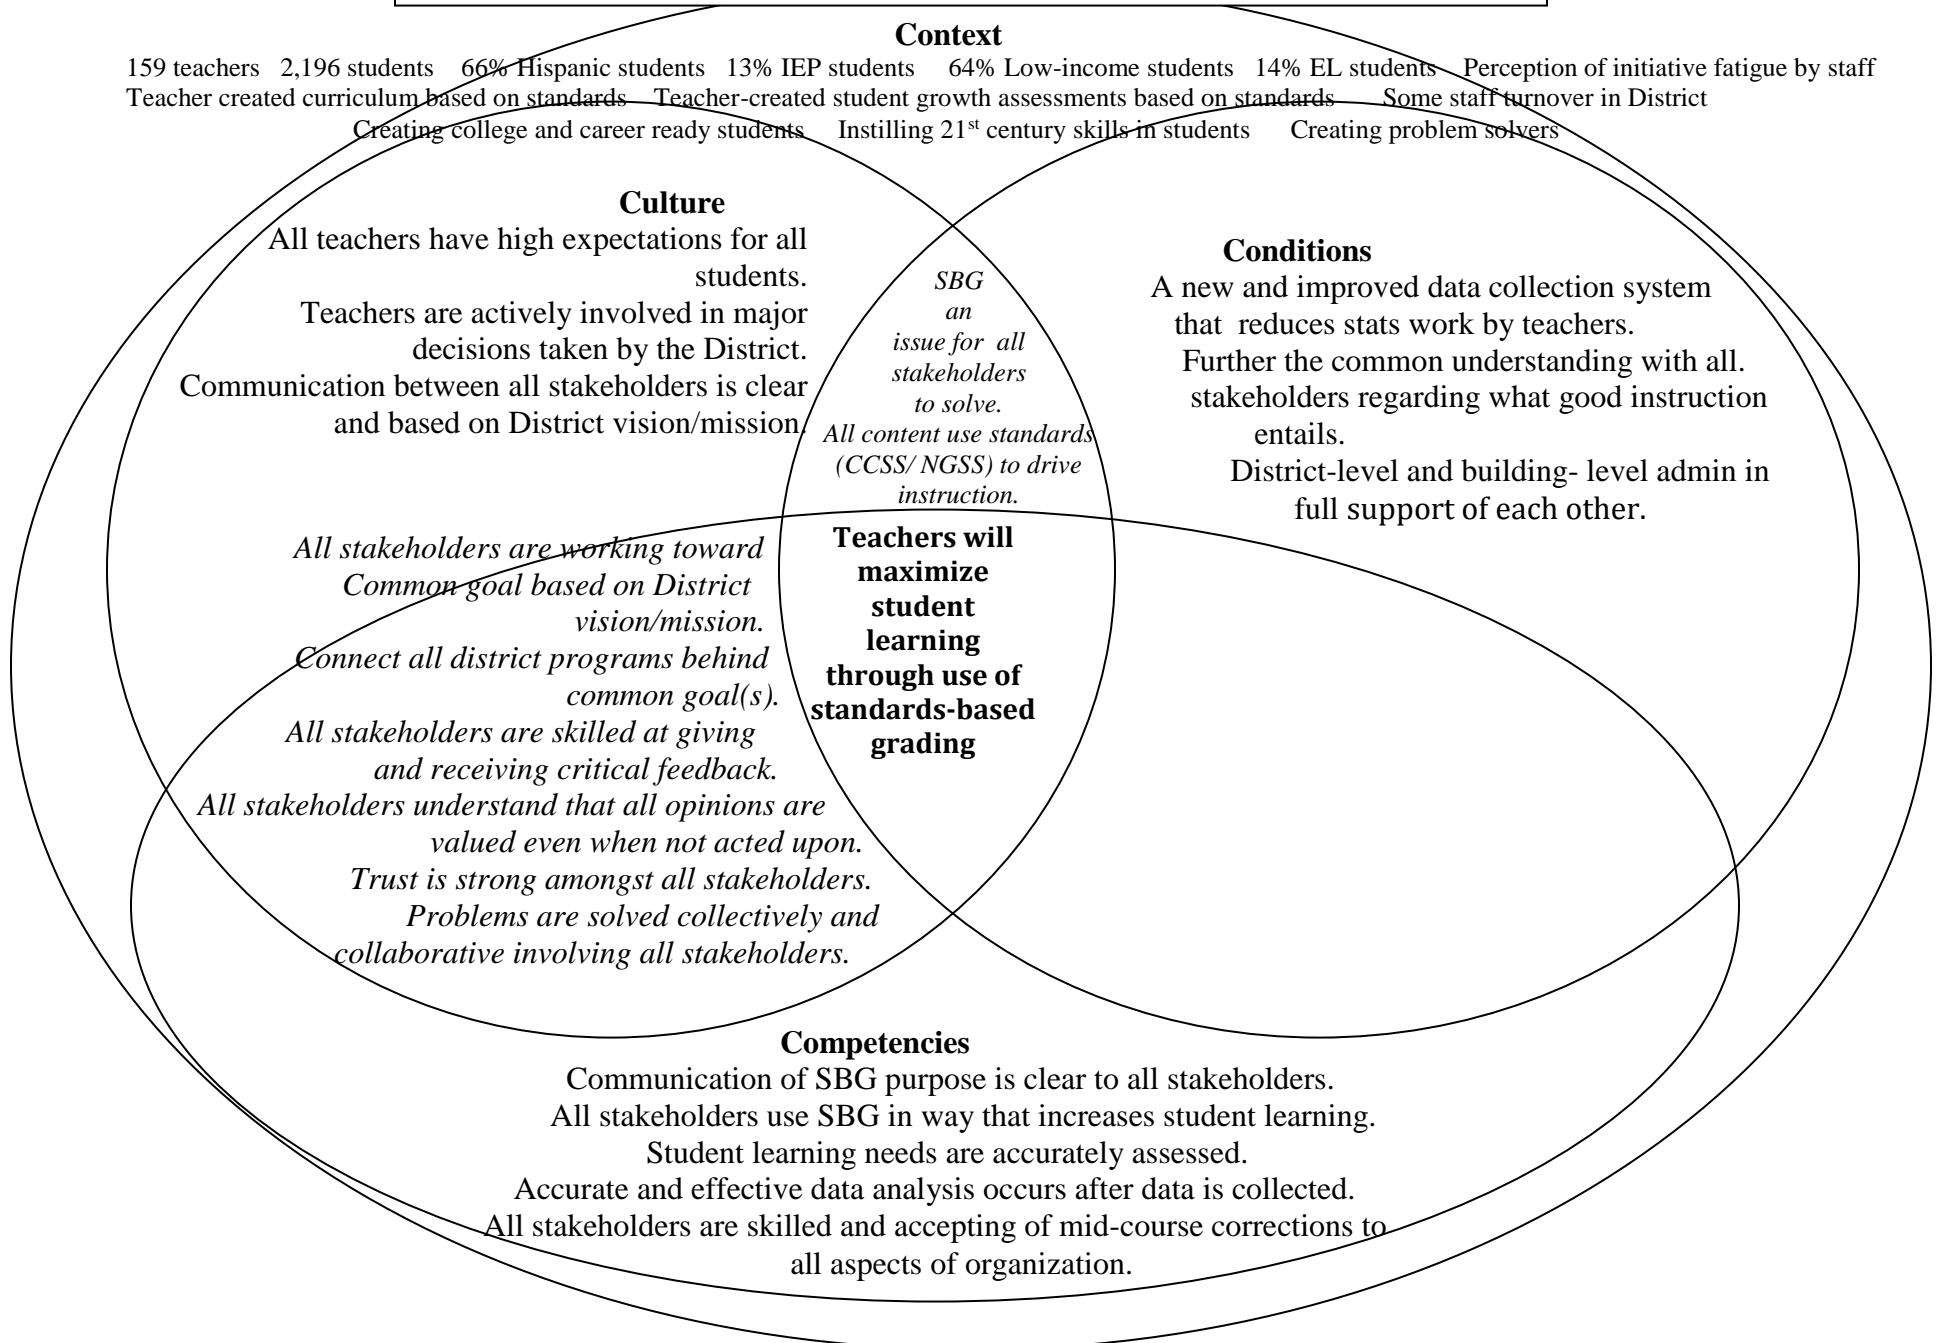 Context
159 teachers 2,196 students 66% Hispanic students 13% IEP students 64% Low-income students 14% EL students Perception of initiative fatigue by staff
Teacher created curriculum based on standards Teacher-created student growth assessments based on standards Some staff turnover in District
Creating college and career ready students Instilling 21st century skills in students Creating problem solvers
Culture
All teachers have high expectations for all
students.
Teachers are actively involved in major
decisions taken by the District.
Communication between all stakeholders is clear
and based on District vision/mission.
SBG
an
issue for all
stakeholders
to solve.
All content use standards
(CCSS/ NGSS) to drive
instruction.
Conditions
A new and improved data collection system
that reduces stats work by teachers.
Further the common understanding with all.
stakeholders regarding what good instruction
entails.
District-level and building- level admin in
full support of each other.
All stakeholders are working toward
Common goal based on District
vision/mission.
Connect all district programs behind
common goal(s).
All stakeholders are skilled at giving
and receiving critical feedback.
All stakeholders understand that all opinions are
valued even when not acted upon.
Trust is strong amongst all stakeholders.
Problems are solved collectively and
collaborative involving all stakeholders.
Teachers will
maximize
student
learning
through use of
standards-based
grading
Competencies
Communication of SBG purpose is clear to all stakeholders.
All stakeholders use SBG in way that increases student learning.
Student learning needs are accurately assessed.
Accurate and effective data analysis occurs after data is collected.
All stakeholders are skilled and accepting of mid-course corrections to
all aspects of organization.